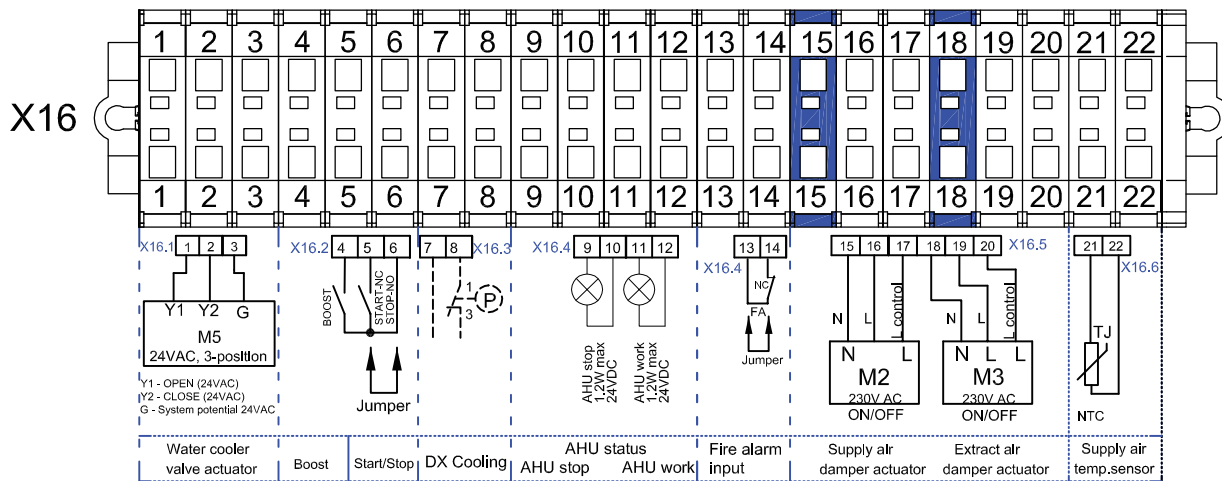 1 2 3 4 5 6 7 8 9 10 11 12 13 14 15 16 17 18 19 20 21 22
X16
1 2 3 4 5 6 7 8 9 10 11 12 13 14 15 16 17 18 19 20 21 22
X16.1 1 2 3
X16.2 4 5 6
7 8 X16.3
X16.4 9 10 11 12
13 14
X16.4
15 16 17 18 19 20 X16.5
21 22
X16.6
Y1 Y2 G
M5
24VAC, 3-position
Y1 - OPEN (24VAC)
Y2 - CLOSE (24VAC)
G - System potential 24VAC
BOOST
START-NC
STOP-NO
Jumper
1
P
3
AHU stop
1.2W max
24VDC
AHU work
1.2W max
24VDC
NC
FA
Jumper
N L L control
N L
M2
230V AC
ON/OFF
N L L control
N L L
M3
230V AC
ON/OFF
TJ
NTC
Water cooler
valve actuator
Boost
Start/Stop
DX Cooling
AHU status
AHU stop AHU work
Fire alarm
input
Supply air
damper actuator
Extract air
damper actuator
Supply air
temp.sensor